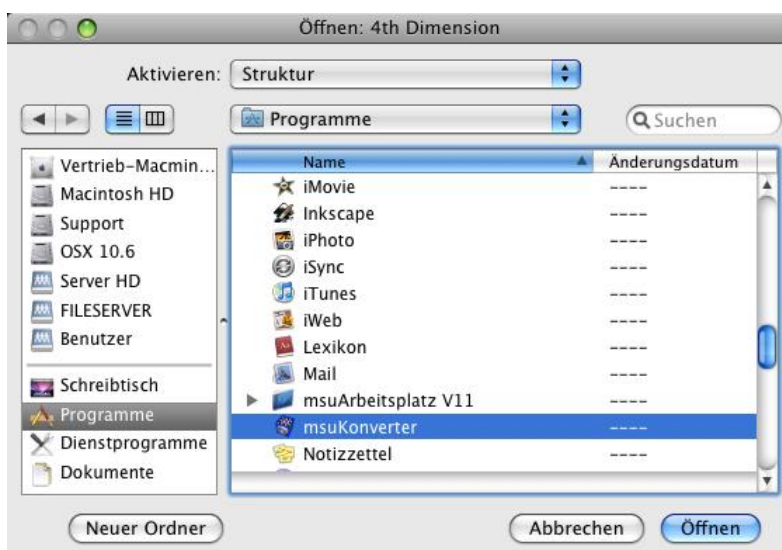 Öffnen: 4th Dimension
Aktivieren: Struktur
Programme Suchen
Vertrieb-Macmin...
Macintosh HD
Support
OSX 10.6
Server HD
FILESERVER
Benutzer
Schreibtisch
Programme
Dienstprogramme
Dokumente
Name Änderungsdatum
iMovie ----
Inkscape ----
iPhoto ----
iSync ----
iTunes ----
iWeb ----
Lexikon ----
Mail ----
msuArbeitsplatz V11 ----
msuKonverter ----
Notizzettel ----
Neuer Ordner Abbrechen Öffnen